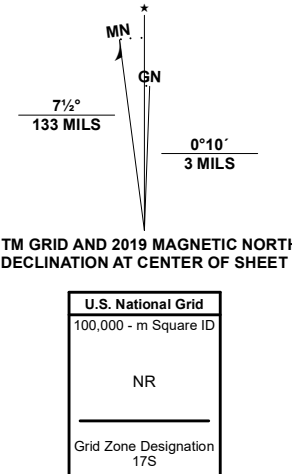 ★
MN
GN
7½°
133 MILS
0°10´
3 MILS
TM GRID AND 2019 MAGNETIC NORTH
DECLINATION AT CENTER OF SHEET
U.S. National Grid
100,000 - m Square ID
NR
Grid Zone Designation
17S